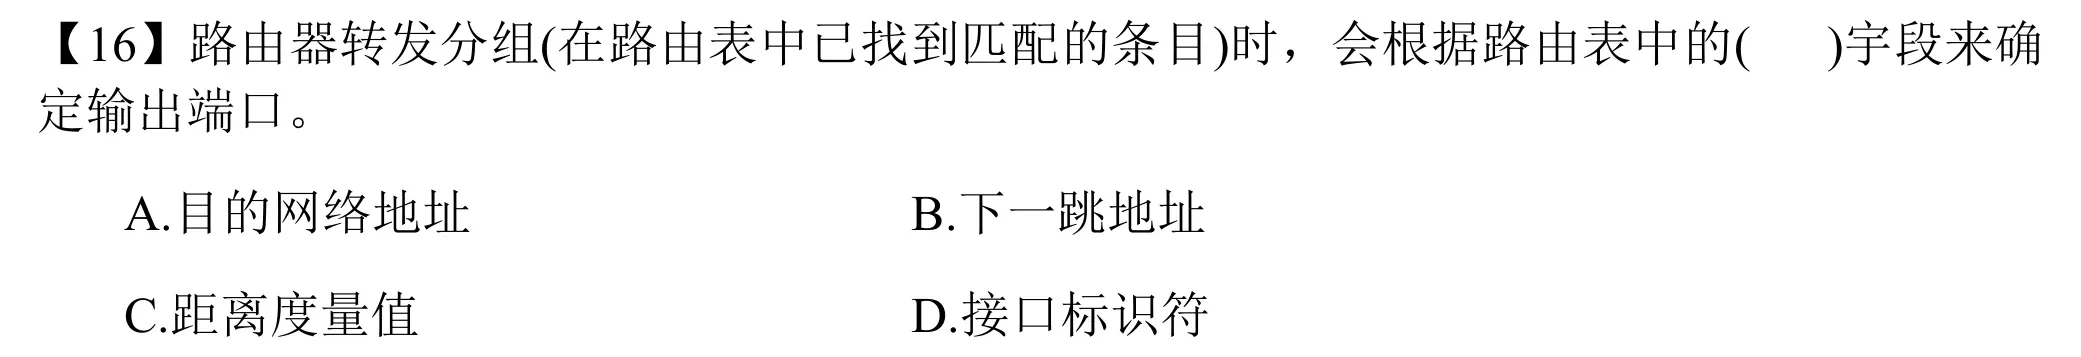 【16】路由器转发分组(在路由表中已找到匹配的条目)时，会根据路由表中的(    )字段来确
定输出端口。
A.目的网络地址 B.下一跳地址
C.距离度量值 D.接口标识符